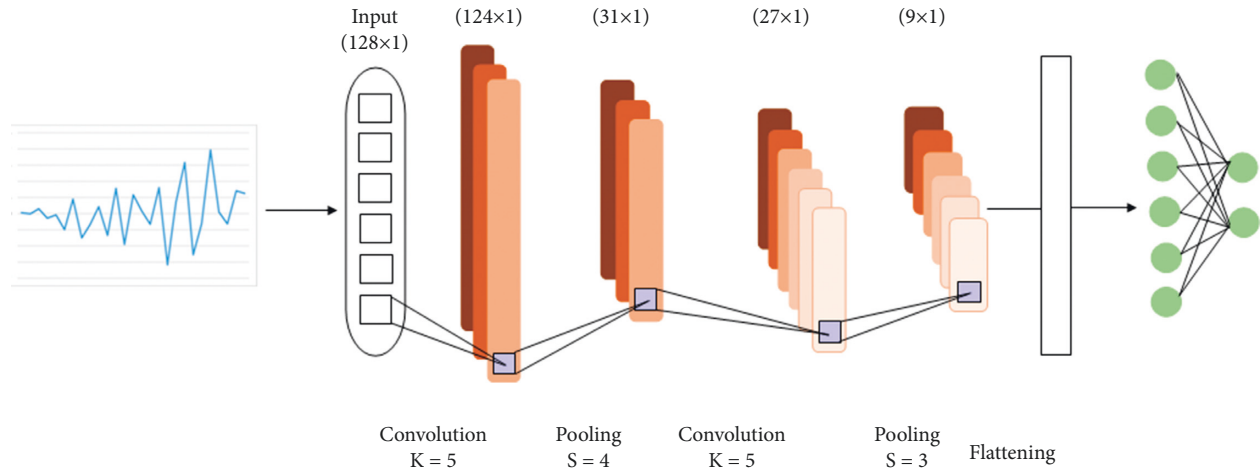 Input
(128×1)
(124×1)
(31×1)
(27×1)
(9×1)
Convolution
K = 5
Pooling
S = 4
Convolution
K = 5
Pooling
S = 3
Flattening